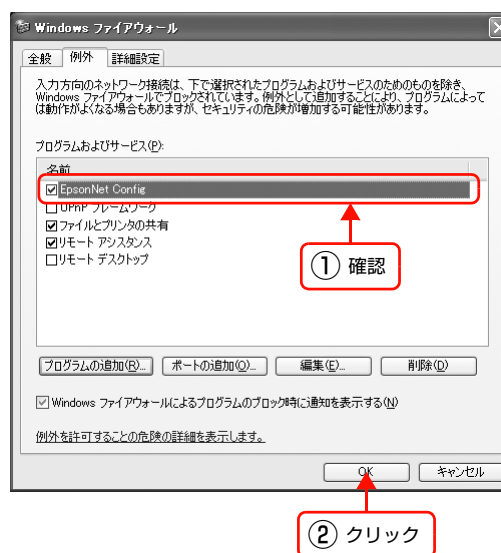 Windows ファイアウォール
全般 例外 詳細設定
入力方向のネットワーク接続は、下で選択されたプログラムおよびサービスのためのものを除き、
Windows ファイアウォールでブロックされています。例外として追加することにより、プログラムによって
は動作がよくなる場合もありますが、セキュリティの危険が増加する可能性があります。
プログラムおよびサービス(P):
名前
EpsonNet Config
UPnP フレームワーク
ファイルとプリンタの共有
リモート アシスタンス
リモート デスクトップ
① 確認
プログラムの追加(R)... ポートの追加(O)... 編集(E)... 削除(D)
Windows ファイアウォールによるプログラムのブロック時に通知を表示する(N)
例外を許可することの危険の詳細を表示します。
OK キャンセル
② クリック